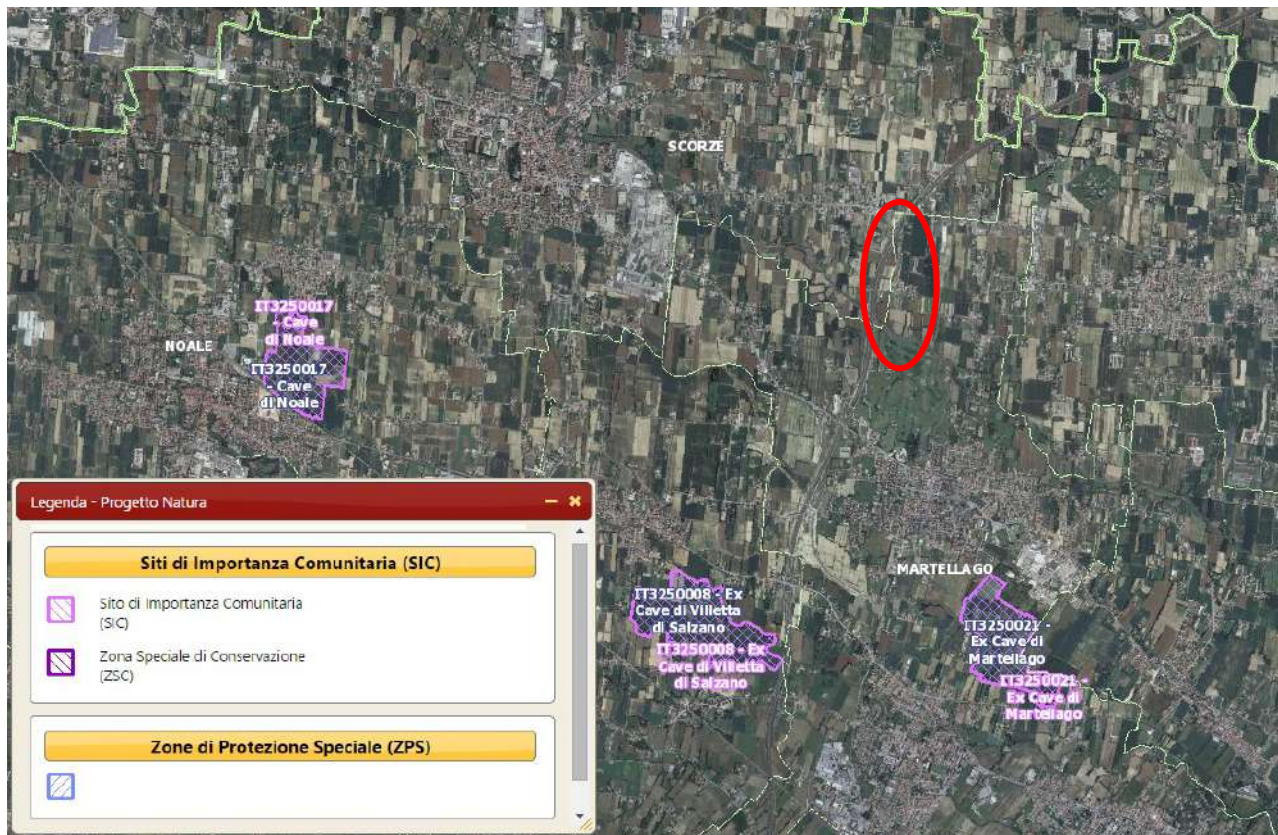 SCORZE
IT3250017
- Cave
di Noale
NOALE
IT3250017
- Cave
di Noale
Legenda - Progetto Natura
Siti di Importanza Comunitaria (SIC)
Sito di Importanza Comunitaria
(SIC)
Zona Speciale di Conservazione
(ZSC)
Zone di Protezione Speciale (ZPS)
MARTELLAGO
IT3250008 - Ex
Cave di Villetta
di Salzano
IT3250008 - Ex
Cave di Villetta
di Salzano
IT3250021 -
Ex Cave di
Martellago
IT3250021 -
Ex Cave di
Martellago